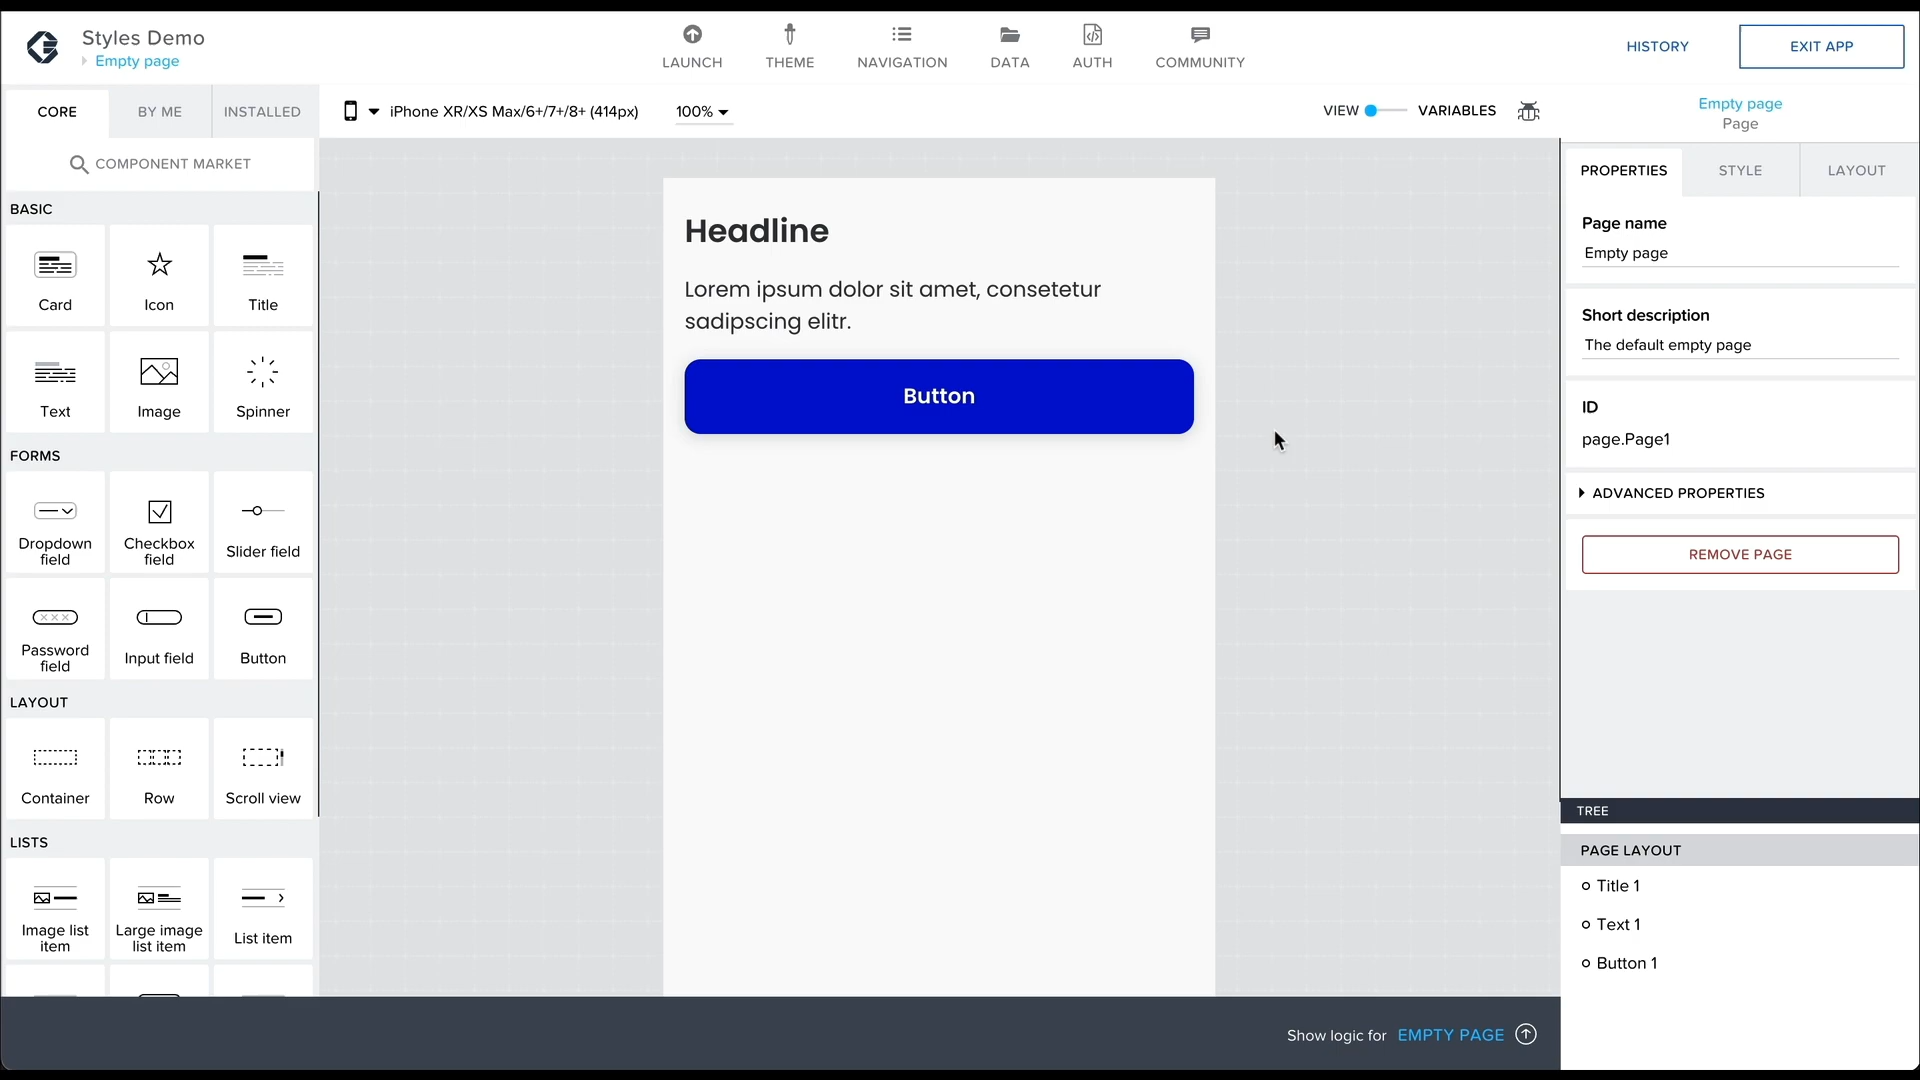 Styles Demo
Empty page
LAUNCH
THEME
NAVIGATION
DATA
AUTH
COMMUNITY
HISTORY
EXIT APP
CORE
BY ME
INSTALLED
iPhone XR/XS Max/6+/7+/8+ (414px)
100%
VIEW
VARIABLES
Empty page
Page
COMPONENT MARKET
PROPERTIES
STYLE
LAYOUT
BASIC
Card
Icon
Title
Text
Image
Spinner
FORMS
Dropdown
field
Checkbox
field
Slider field
Password
field
Input field
Button
LAYOUT
Container
Row
Scroll view
LISTS
Image list
item
Large image
list item
List item
Headline
Lorem ipsum dolor sit amet, consetetur
sadipscing elitr.
Button
Page name
Empty page
Short description
The default empty page
ID
page.Page1
ADVANCED PROPERTIES
REMOVE PAGE
TREE
PAGE LAYOUT
Title 1
Text 1
Button 1
Show logic for EMPTY PAGE